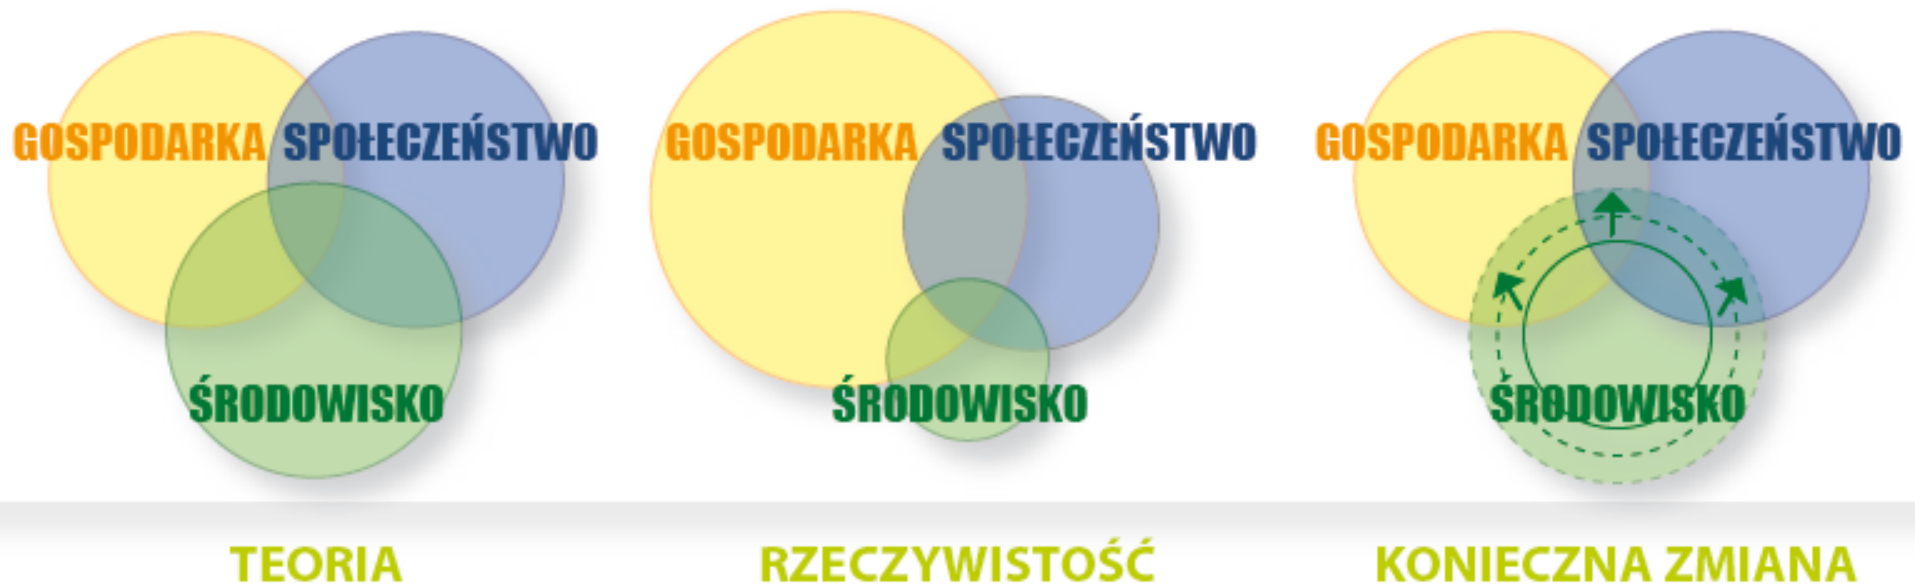 GOSPODARKA SPOŁECZEŃSTWO
ŚRODOWISKO
TEORIA
GOSPODARKA SPOŁECZEŃSTWO
ŚRODOWISKO
RZECZYWISTOŚĆ
GOSPODARKA SPOŁECZEŃSTWO
ŚRODOWISKO
KONIECZNA ZMIANA